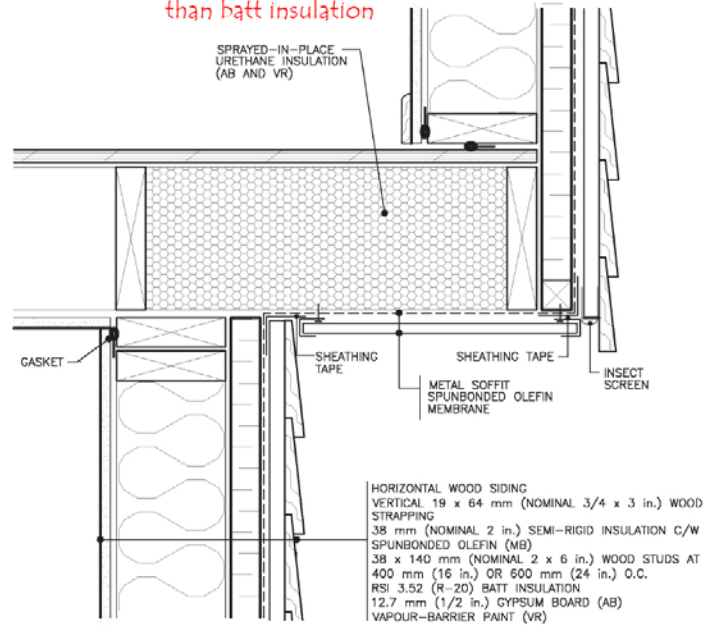 than batt insulation
SPRAYED-IN-PLACE
URETHANE INSULATION
(AB AND VR)
GASKET
SHEATHING
TAPE
SHEATHING TAPE
INSECT
SCREEN
METAL SOFFIT
SPUNBONDED OLEFIN
MEMBRANE
HORIZONTAL WOOD SIDING
VERTICAL 19 x 64 mm (NOMINAL 3/4 x 3 in.) WOOD
STRAPPING
38 mm (NOMINAL 2 in.) SEMI-RIGID INSULATION C/W
SPUNBONDED OLEFIN (MB)
38 x 140 mm (NOMINAL 2 x 6 in.) WOOD STUDS AT
400 mm (16 in.) OR 600 mm (24 in.) O.C.
RSI 3.52 (R-20) BATT INSULATION
12.7 mm (1/2 in.) GYPSUM BOARD (AB)
VAPOUR-BARRIER PAINT (VR)